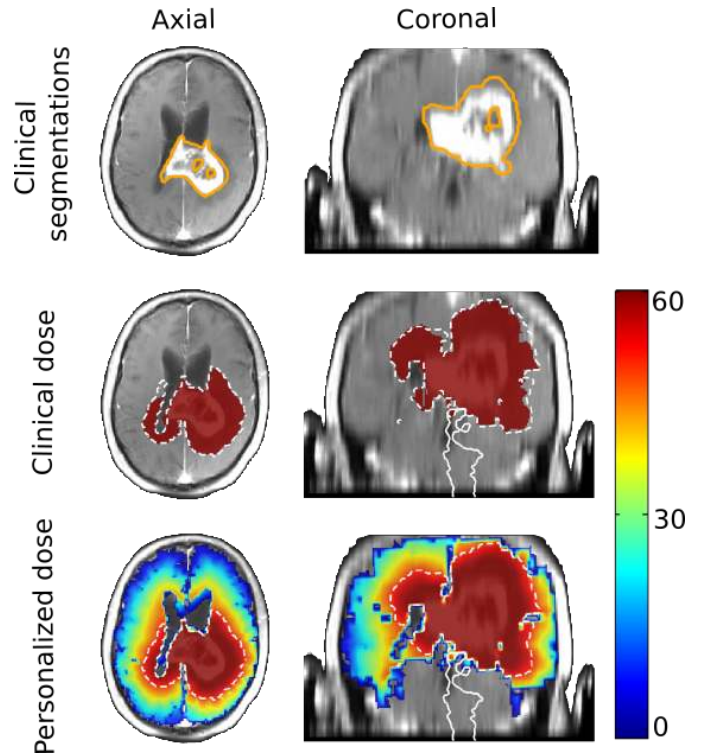 Axial
Coronal
Clinical
segmentations
Clinical dose
Personalized dose
60
30
0